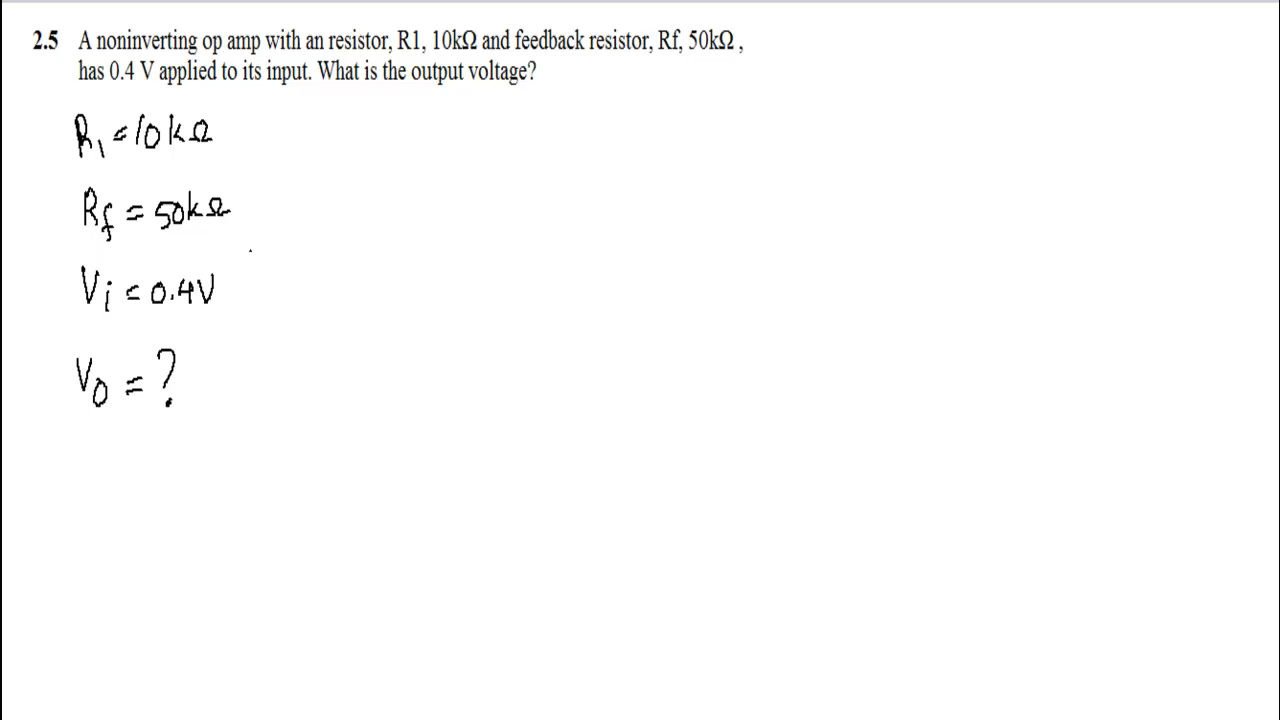 2.5 A noninverting op amp with an resistor, R1, 10kΩ and feedback resistor, Rf, 50kΩ ,
has 0.4 V applied to its input. What is the output voltage?
R₁ = 10kΩ
Rf = 50kΩ
Vi = 0.4V
V₀ = ?